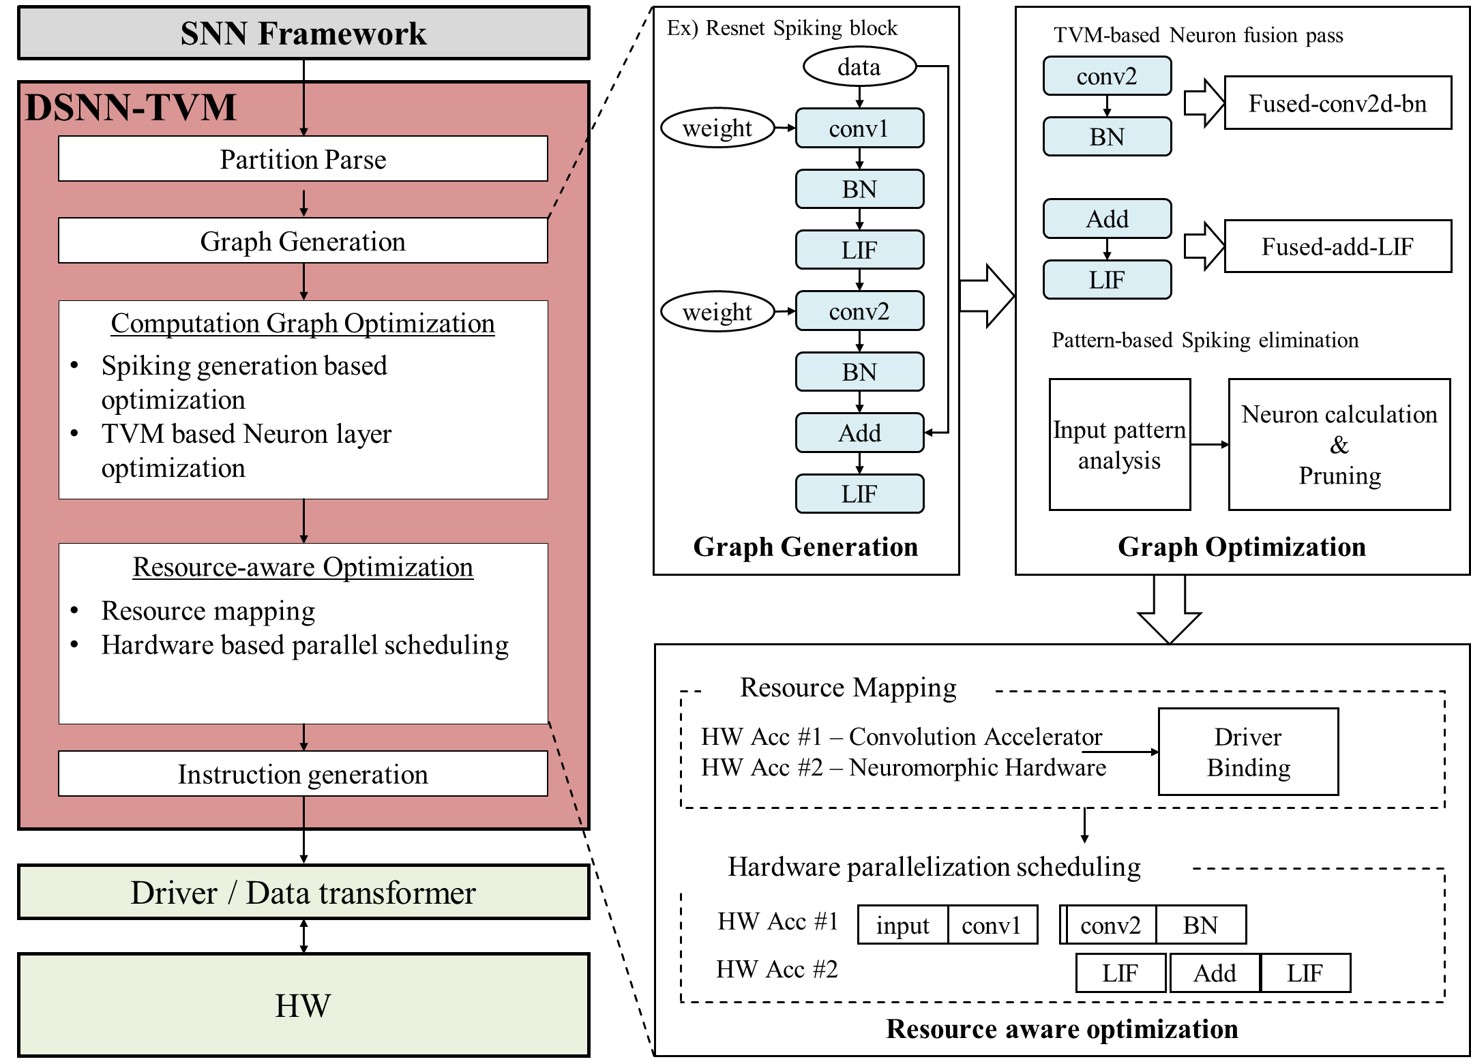 SNN Framework
DSNN-TVM
Partition Parse
Graph Generation
Computation Graph Optimization
• Spiking generation based
optimization
• TVM based Neuron layer
optimization
Resource-aware Optimization
• Resource mapping
• Hardware based parallel scheduling
Instruction generation
Driver / Data transformer
HW
Ex) Resnet Spiking block
data
weight
conv1
BN
LIF
weight
conv2
BN
Add
LIF
Graph Generation
TVM-based Neuron fusion pass
conv2
BN
Fused-conv2d-bn
Add
LIF
Fused-add-LIF
Pattern-based Spiking elimination
Input pattern
analysis
Neuron calculation
&
Pruning
Graph Optimization
Resource Mapping
HW Acc #1 – Convolution Accelerator
HW Acc #2 – Neuromorphic Hardware
Driver
Binding
Hardware parallelization scheduling
HW Acc #1 input conv1 conv2 BN
HW Acc #2 LIF Add LIF
Resource aware optimization